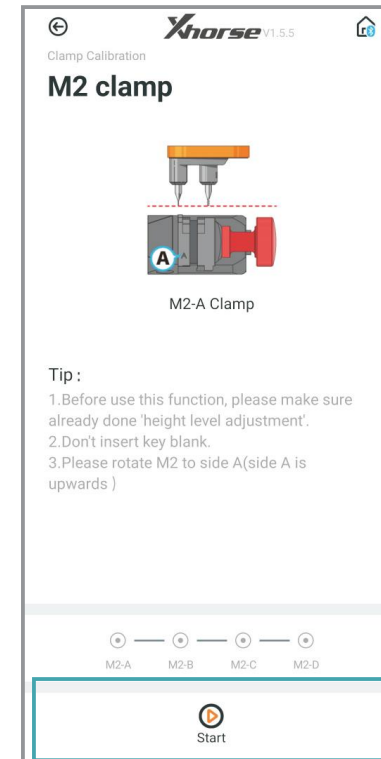 Xhorse V1.5.5
Clamp Calibration
M2 clamp
A A
M2-A Clamp
Tip :
1.Before use this function, please make sure
already done 'height level adjustment'.
2.Don't insert key blank.
3.Please rotate M2 to side A(side A is
upwards )
M2-A M2-B M2-C M2-D
Start